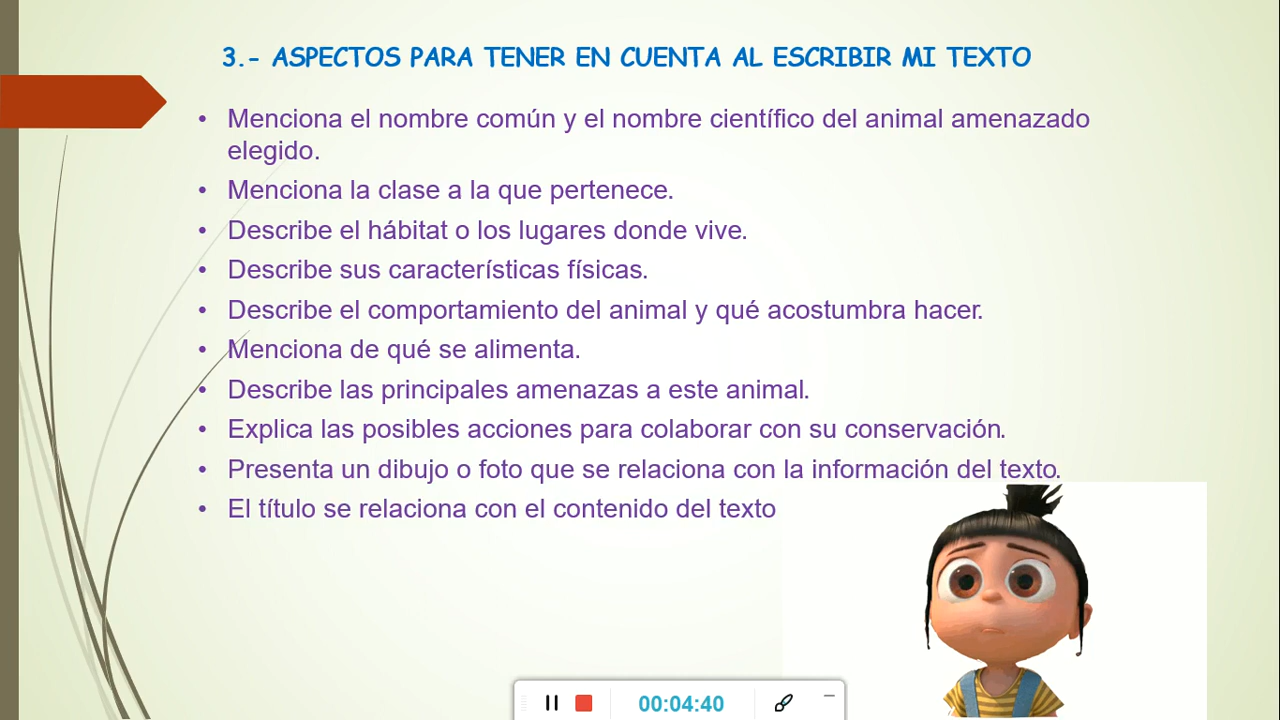 3.- ASPECTOS PARA TENER EN CUENTA AL ESCRIBIR MI TEXTO
• Menciona el nombre común y el nombre científico del animal amenazado
elegido.
• Menciona la clase a la que pertenece.
• Describe el hábitat o los lugares donde vive.
• Describe sus características físicas.
• Describe el comportamiento del animal y qué acostumbra hacer.
• Menciona de qué se alimenta.
• Describe las principales amenazas a este animal.
• Explica las posibles acciones para colaborar con su conservación.
• Presenta un dibujo o foto que se relaciona con la información del texto.
• El título se relaciona con el contenido del texto
00:04:40